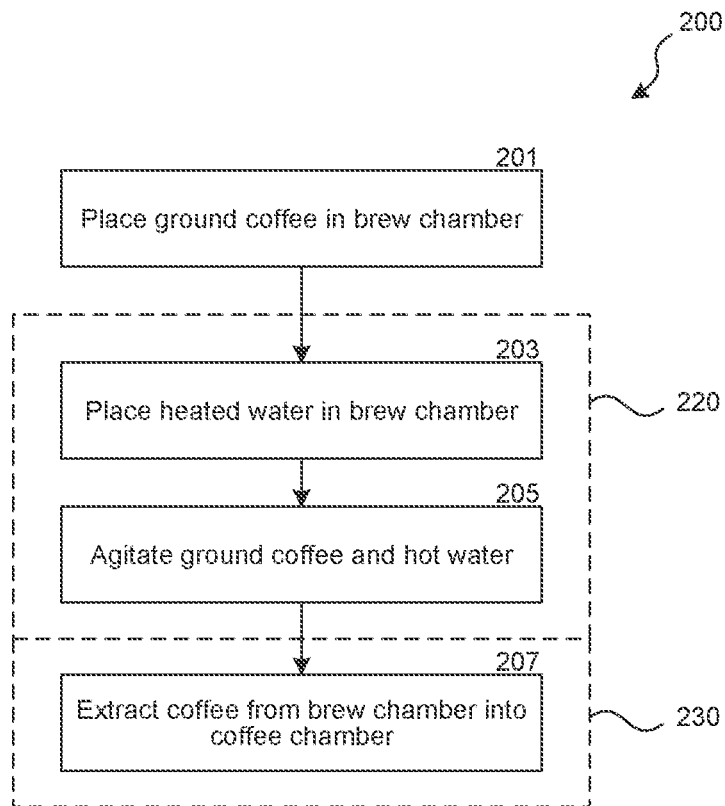 200
201
Place ground coffee in brew chamber
203
Place heated water in brew chamber
220
205
Agitate ground coffee and hot water
207
Extract coffee from brew chamber into
coffee chamber
230